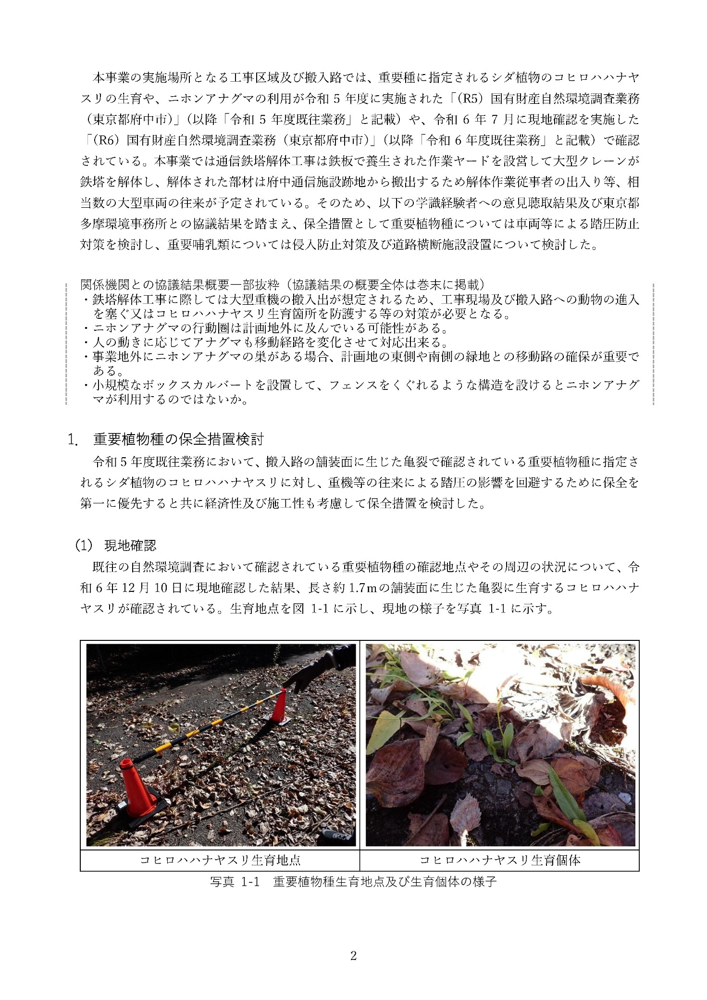 本事業の実施場所となる工事区域及び搬入路では、重要種に指定されるシダ植物のコヒロハハナヤ
スリの生育や、ニホンアナグマの利用が令和 5 年度に実施された「（R5）国有財産自然環境調査業務
（東京都府中市）」（以降「令和 5 年度既往業務」と記載）や、令和 6 年 7 月に現地確認を実施した
「（R6）国有財産自然環境調査業務（東京都府中市）」（以降「令和 6 年度既往業務」と記載）で確認
されている。本事業では通信鉄塔解体工事は鉄板で養生された作業ヤードを設営して大型クレーンが
鉄塔を解体し、解体された部材は府中通信施設跡地から搬出するため解体作業従事者の出入り等、相
当数の大型車両の往来が予定されている。そのため、以下の学識経験者への意見聴取結果及び東京都
多摩環境事務所との協議結果を踏まえ、保全措置として重要植物種については車両等による踏圧防止
対策を検討し、重要哺乳類については侵入防止対策及び道路横断施設設置について検討した。
関係機関との協議結果概要一部抜粋（協議結果の概要全体は巻末に掲載）
・鉄塔解体工事に際しては大型重機の搬入出が想定されるため、工事現場及び搬入路への動物の進入
を塞ぐ又はコヒロハハナヤスリ生育箇所を防護する等の対策が必要となる。
・ニホンアナグマの行動圏は計画地外に及んでいる可能性がある。
・人の動きに応じてアナグマも移動経路を変化させて対応出来る。
・事業地外にニホンアナグマの巣がある場合、計画地の東側や南側の緑地との移動路の確保が重要で
ある。
・小規模なボックスカルバートを設置して、フェンスをくぐれるような構造を設けるとニホンアナグ
マが利用するのではないか。
1． 重要植物種の保全措置検討
令和 5 年度既往業務において、搬入路の舗装面に生じた亀裂で確認されている重要植物種に指定さ
れるシダ植物のコヒロハハナヤスリに対し、重機等の往来による踏圧の影響を回避するために保全を
第一に優先すると共に経済性及び施工性も考慮して保全措置を検討した。
（1） 現地確認
既往の自然環境調査において確認されている重要植物種の確認地点やその周辺の状況について、令
和 6 年 12 月 10 日に現地確認した結果、長さ約 1.7ｍの舗装面に生じた亀裂に生育するコヒロハハナ
ヤスリが確認されている。生育地点を図 1-1 に示し、現地の様子を写真 1-1 に示す。
コヒロハハナヤスリ生育地点
コヒロハハナヤスリ生育個体
写真 1-1 重要植物種生育地点及び生育個体の様子
2